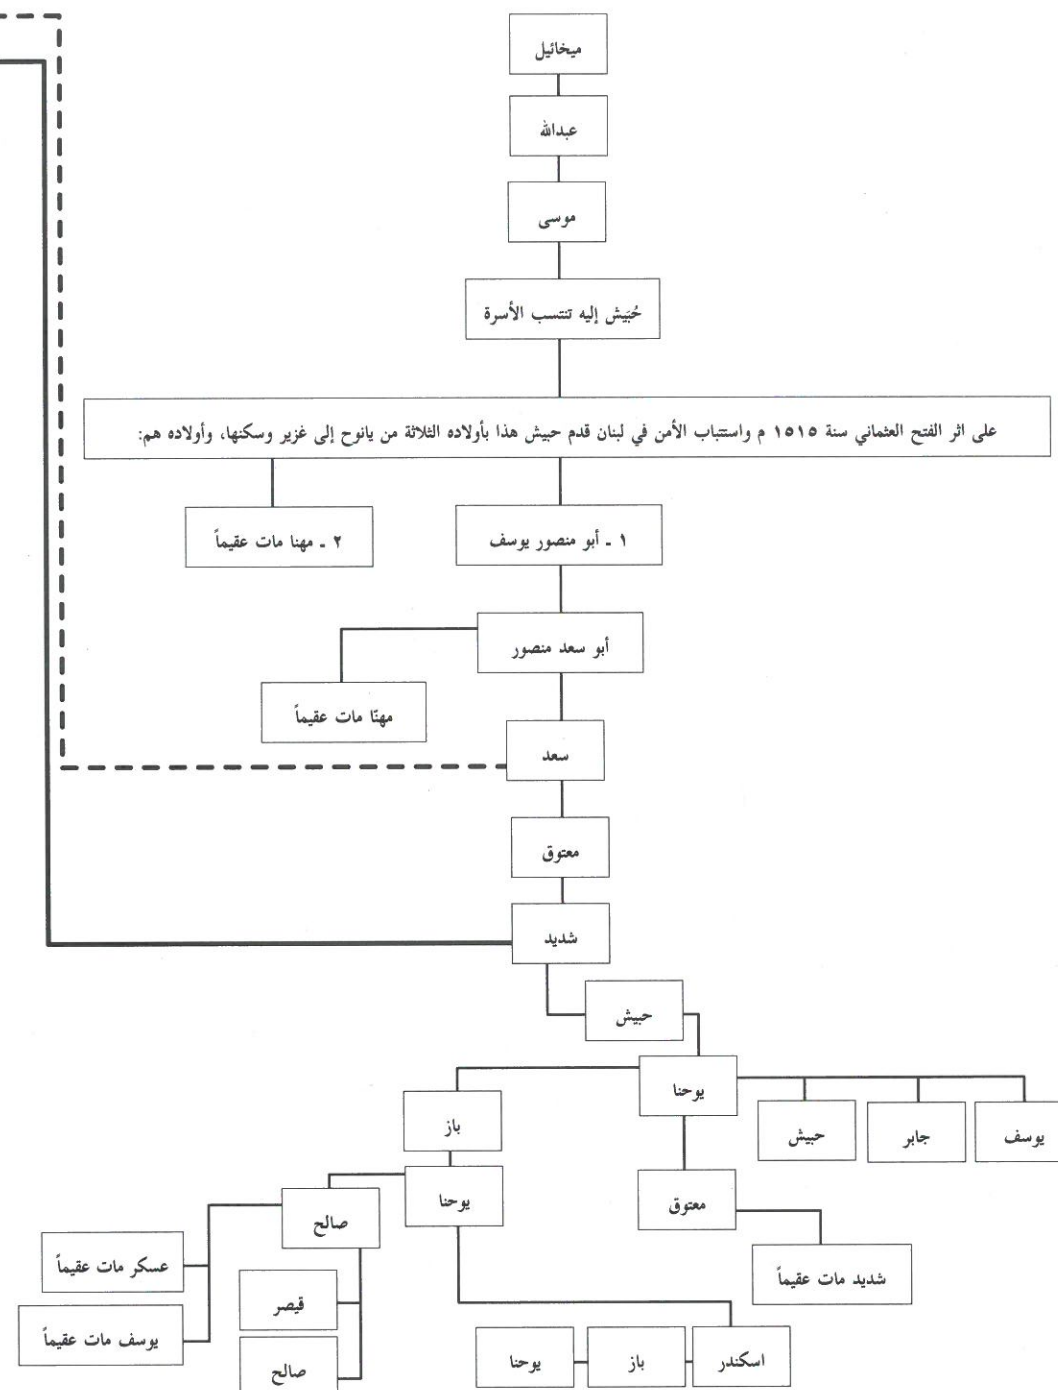 ميخائيل
عبدالله
موسى
حُبَيش إليه تنتسب الأسرة
على اثر الفتح العثماني سنة ١٥١٥ م واستتباب الأمن في لبنان قدم حبيش هذا بأولاده الثلاثة من يانوح إلى غزير وسكنها، وأولاده هم:
١ ـ أبو منصور يوسف
٢ ـ مهنا مات عقيماً
أبو سعد منصور
مهنّا مات عقيماً
سعد
معتوق
شديد
حبيش
يوحنا
يوسف
جابر
حبيش
باز
معتوق
يوحنا
صالح
شديد مات عقيماً
عسكر مات عقيماً
قيصر
يوسف مات عقيماً
صالح
اسكندر
باز
يوحنا